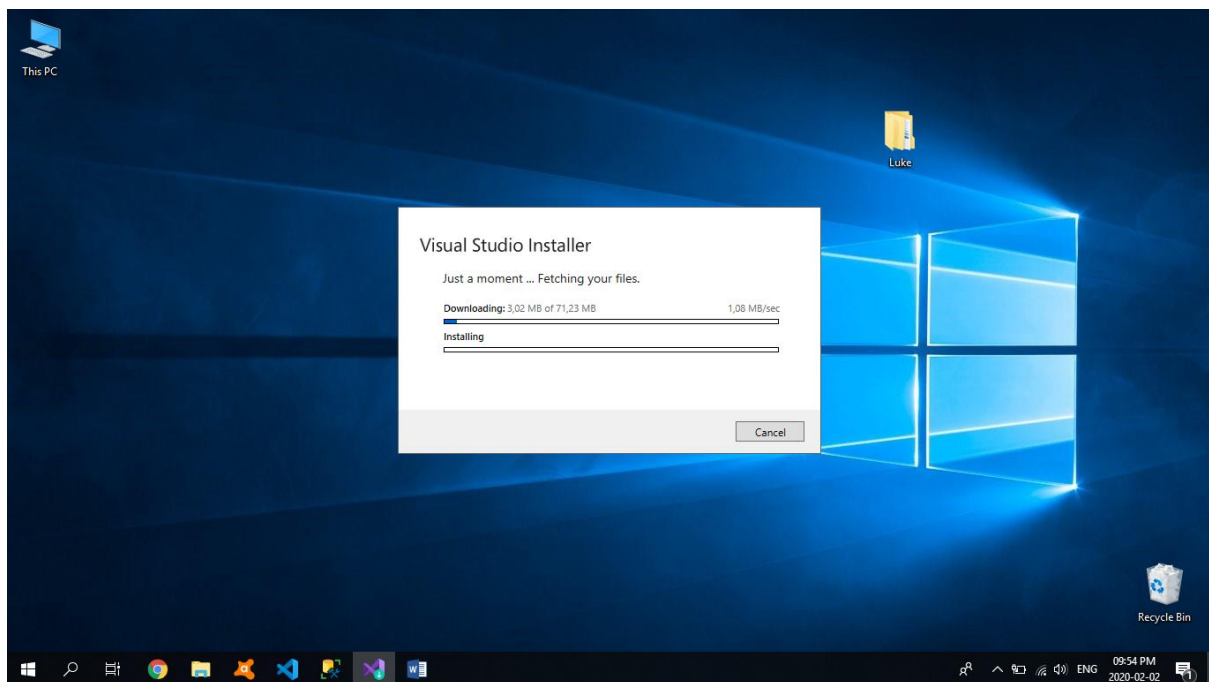 This PC
Luke
Visual Studio Installer
Just a moment ... Fetching your files.
Downloading: 3,02 MB of 71,23 MB 1,08 MB/sec
Installing
Cancel
Recycle Bin
ENG
09:54 PM
2020-02-02
1